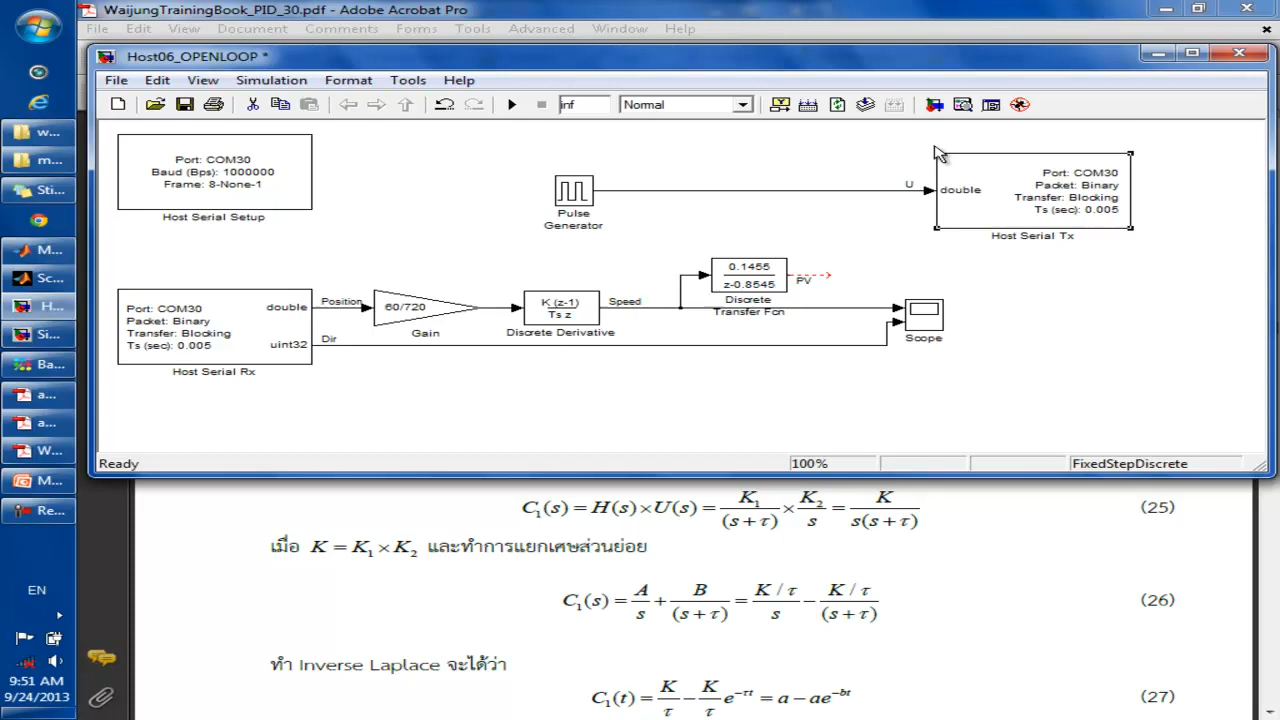 WaijungTrainingBook_PID_30.pdf - Adobe Acrobat Pro
File Edit View Document Comments Forms Tools Advanced Window Help
Host06_OPENLOOP *
File Edit View Simulation Format Tools Help
inf Normal
Port: COM30
Baud (Bps): 1000000
Frame: 8-None-1
Host Serial Setup
Pulse
Generator
U
double
Port: COM30
Packet: Binary
Transfer: Blocking
Ts (sec): 0.005
Host Serial Tx
Port: COM30
Packet: Binary
Transfer: Blocking
Ts (sec): 0.005
double
uint32
Host Serial Rx
Position
Dir
60/720
Gain
K (z-1)
Ts z
Discrete Derivative
Speed
0.1455
z-0.8545
Discrete
Transfer Fcn
PV
Scope
Ready 100% FixedStepDiscrete
C₁(s) = H(s)×U(s) = K₁/(s+τ) × K₂/s = K/s(s+τ) (25)
เมื่อ K = K₁ × K₂ และทำการแยกเศษส่วนย่อย
C₁(s) = A/s + B/(s+τ) = K/τ/s − K/τ/(s+τ) (26)
ทำ Inverse Laplace จะได้ว่า
C₁(t) = K/τ − K/τ e^−τt = a − ae^−bt (27)
w...
m...
Sti...
M...
Sc...
H...
Si...
Ba...
a...
a...
W...
M...
Re...
EN
9:51 AM
9/24/2013